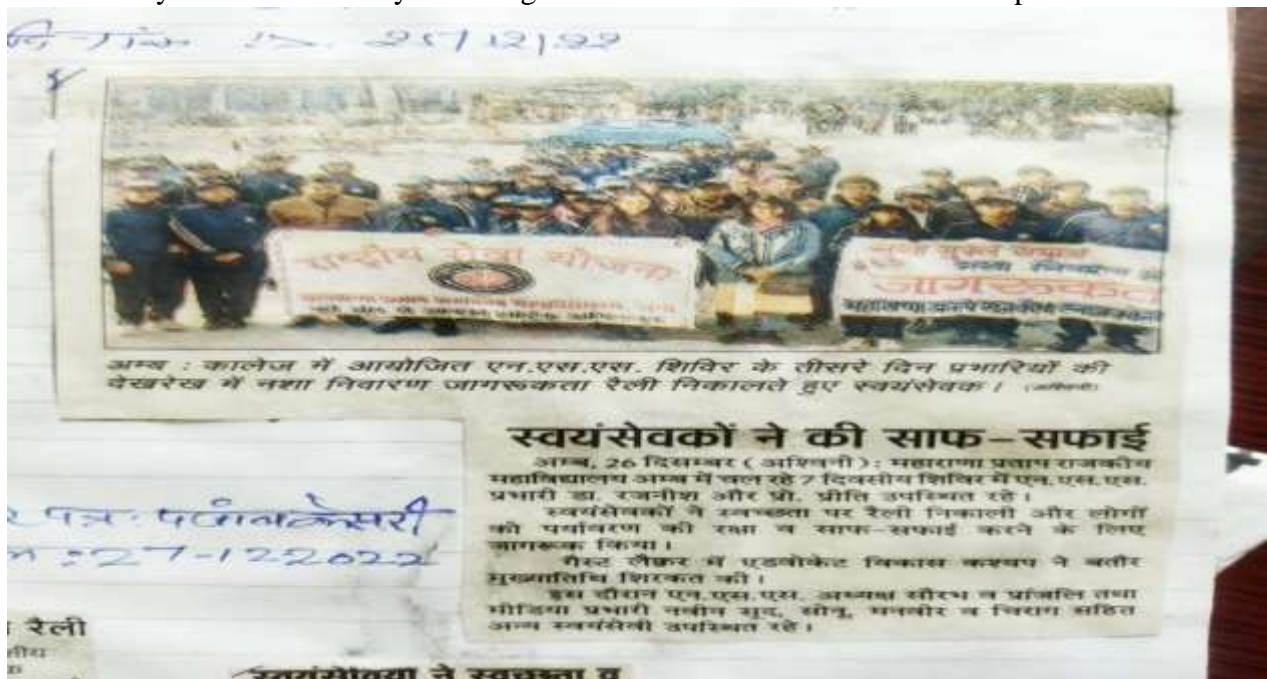 25/12/22
राष्ट्रीय सेवा योजना
जागरूकत
अम्ब : कालेज में आयोजित एन.एस.एस. शिविर के तीसरे दिन प्रभारियों की
देखरेख में नशा निवारण जागरूकता रैली निकालते हुए स्वयंसेवक। (अश्विनी)
स्वयंसेवकों ने की साफ-सफाई
अम्ब, 26 दिसम्बर (अश्विनी): महाराणा प्रताप राजकीय
महाविद्यालय अम्ब में चल रहे 7 दिवसीय शिविर में एन.एस.एस.
प्रभारी डा. रजनीश और प्रो. प्रीति उपस्थित रहे।
स्वयंसेवकों ने स्वच्छता पर रैली निकाली और लोगों
को पर्यावरण की रक्षा व साफ-सफाई करने के लिए
जागरूक किया।
गैस्ट लैक्चर में एडवोकेट विकास कश्यप ने बतौर
मुख्यातिथि शिरकत की।
इस दौरान एन.एस.एस. अध्यक्ष सौरभ व प्रांजलि तथा
मीडिया प्रभारी नवीन सूद, सोनू, मनवीर व चिराग सहित
अन्य स्वयंसेवी उपस्थित रहे।
पत्र:
27-12-2022
रैली
ने स्वच्छता व